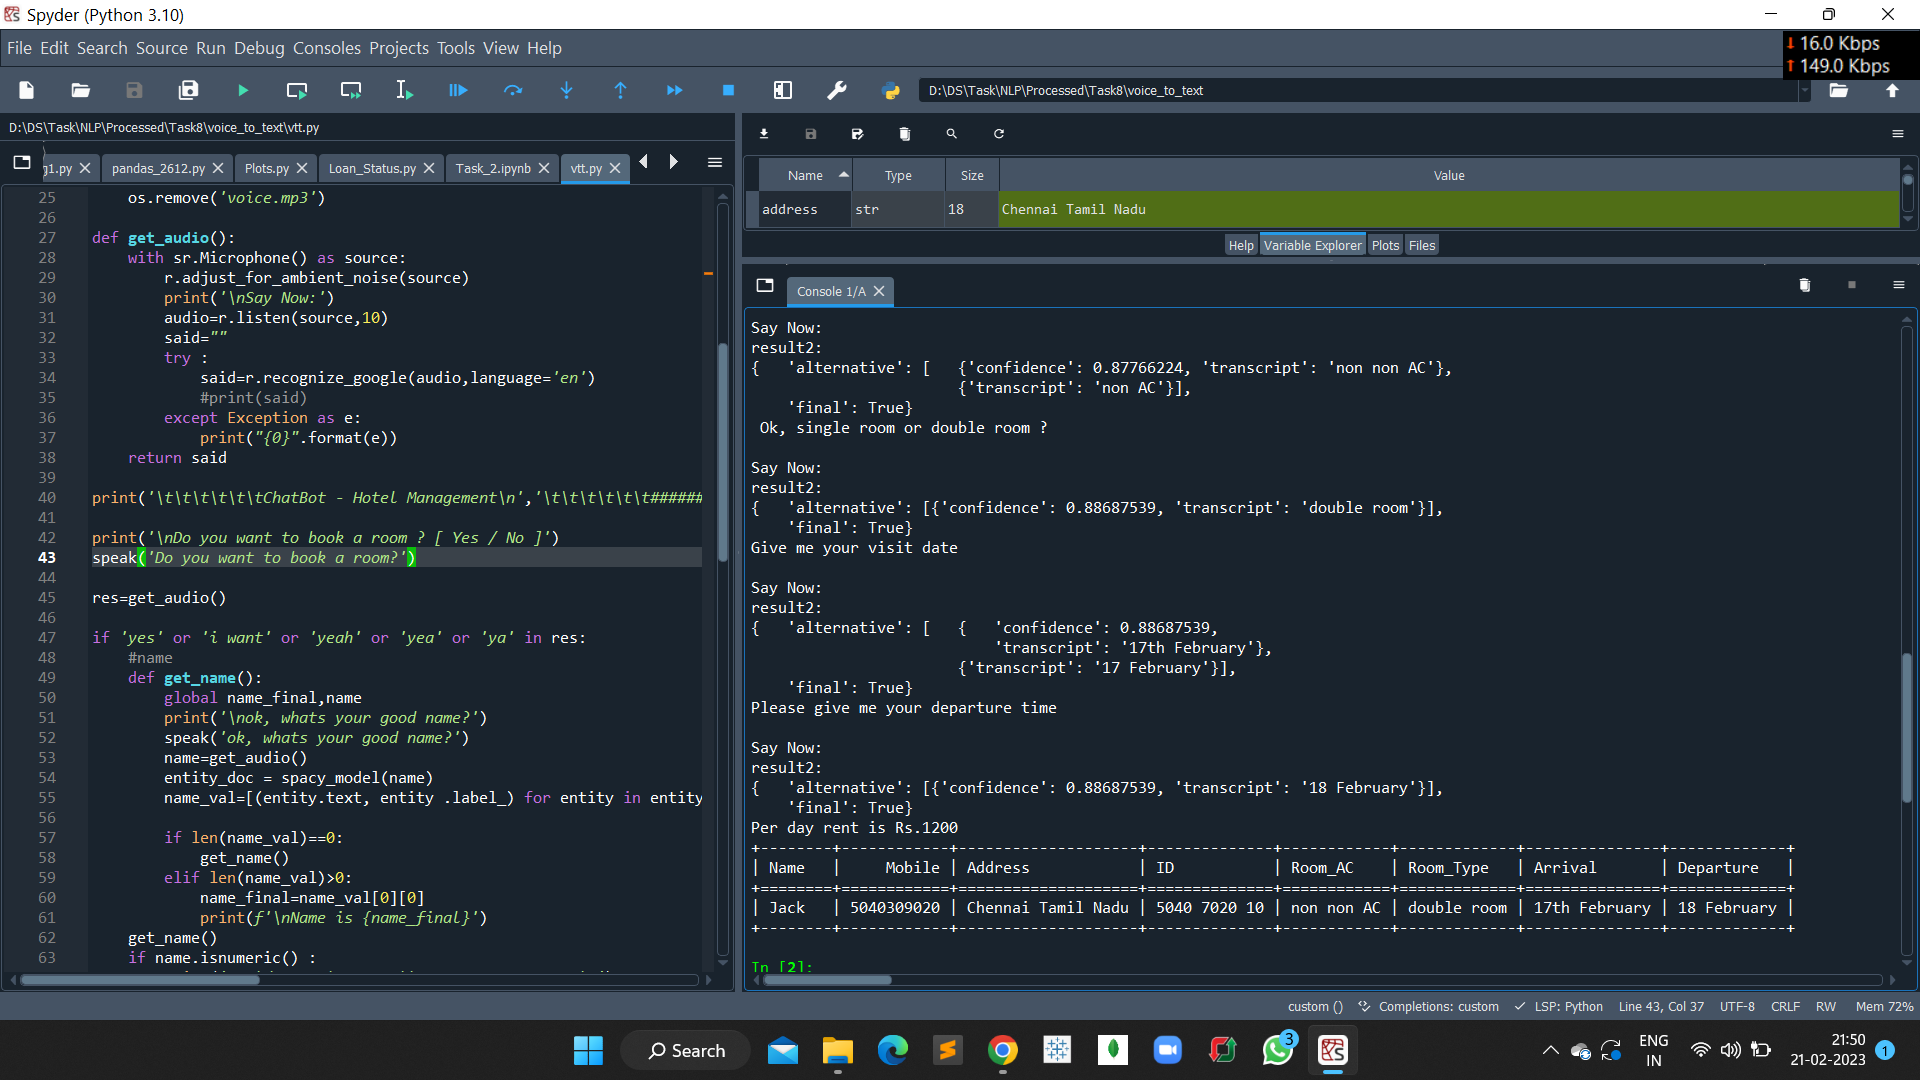 Spyder (Python 3.10)
File Edit Search Source Run Debug Consoles Projects Tools View Help
16.0 Kbps
149.0 Kbps
D:\DS\Task\NLP\Processed\Task8\voice_to_text
D:\DS\Task\NLP\Processed\Task8\voice_to_text\vtt.py
g1.py pandas_2612.py Plots.py Loan_Status.py Task_2.ipynb vtt.py
25 os.remove('voice.mp3')
26
27 def get_audio():
28 with sr.Microphone() as source:
29 r.adjust_for_ambient_noise(source)
30 print('\nSay Now:')
31 audio=r.listen(source,10)
32 said=""
33 try :
34 said=r.recognize_google(audio,language='en')
35 #print(said)
36 except Exception as e:
37 print("{0}".format(e))
38 return said
39
40 print('\t\t\t\t\t\tChatBot - Hotel Management\n','\t\t\t\t\t\t######
41
42 print('\nDo you want to book a room ? [ Yes / No ]')
43 speak('Do you want to book a room?')
44
45 res=get_audio()
46
47 if 'yes' or 'i want' or 'yeah' or 'yea' or 'ya' in res:
48 #name
49 def get_name():
50 global name_final,name
51 print('\nok, whats your good name?')
52 speak('ok, whats your good name?')
53 name=get_audio()
54 entity_doc = spacy_model(name)
55 name_val=[(entity.text, entity .label_) for entity in entity
56
57 if len(name_val)==0:
58 get_name()
59 elif len(name_val)>0:
60 name_final=name_val[0][0]
61 print(f'\nName is {name_final}')
62 get_name()
63 if name.isnumeric() :
Name Type Size Value
address str 18 Chennai Tamil Nadu
Help Variable Explorer Plots Files
Console 1/A
Say Now:
result2:
{ 'alternative': [ {'confidence': 0.87766224, 'transcript': 'non non AC'},
{'transcript': 'non AC'}],
'final': True}
Ok, single room or double room ?
Say Now:
result2:
{ 'alternative': [{'confidence': 0.88687539, 'transcript': 'double room'}],
'final': True}
Give me your visit date
Say Now:
result2:
{ 'alternative': [ { 'confidence': 0.88687539,
'transcript': '17th February'},
{'transcript': '17 February'}],
'final': True}
Please give me your departure time
Say Now:
result2:
{ 'alternative': [{'confidence': 0.88687539, 'transcript': '18 February'}],
'final': True}
Per day rent is Rs.1200
+--------+------------+--------------------+--------------+------------+-------------+---------------+-------------+
| Name | Mobile | Address | ID | Room_AC | Room_Type | Arrival | Departure |
+========+============+====================+==============+============+=============+===============+=============+
| Jack | 5040309020 | Chennai Tamil Nadu | 5040 7020 10 | non non AC | double room | 17th February | 18 February |
+--------+------------+--------------------+--------------+------------+-------------+---------------+-------------+
In [2]:
custom () Completions: custom LSP: Python Line 43, Col 37 UTF-8 CRLF RW Mem 72%
Search
3
ENG
IN
21:50
21-02-2023
1